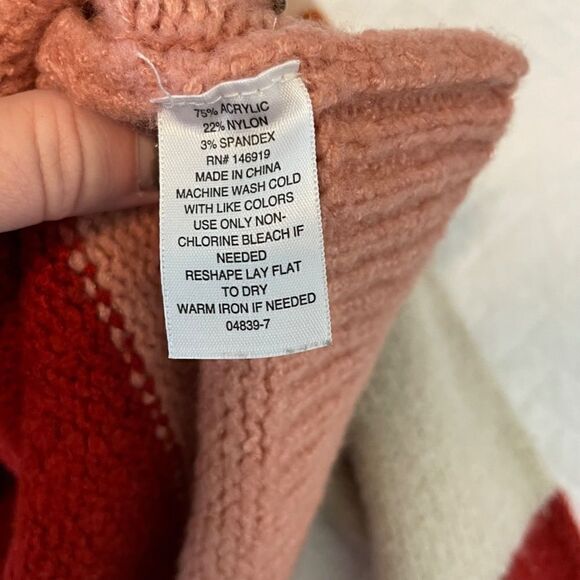 75% ACRYLIC
22% NYLON
3% SPANDEX
RN# 146919
MADE IN CHINA
MACHINE WASH COLD
WITH LIKE COLORS
USE ONLY NON-
CHLORINE BLEACH IF
NEEDED
RESHAPE LAY FLAT
TO DRY
WARM IRON IF NEEDED
04839-7